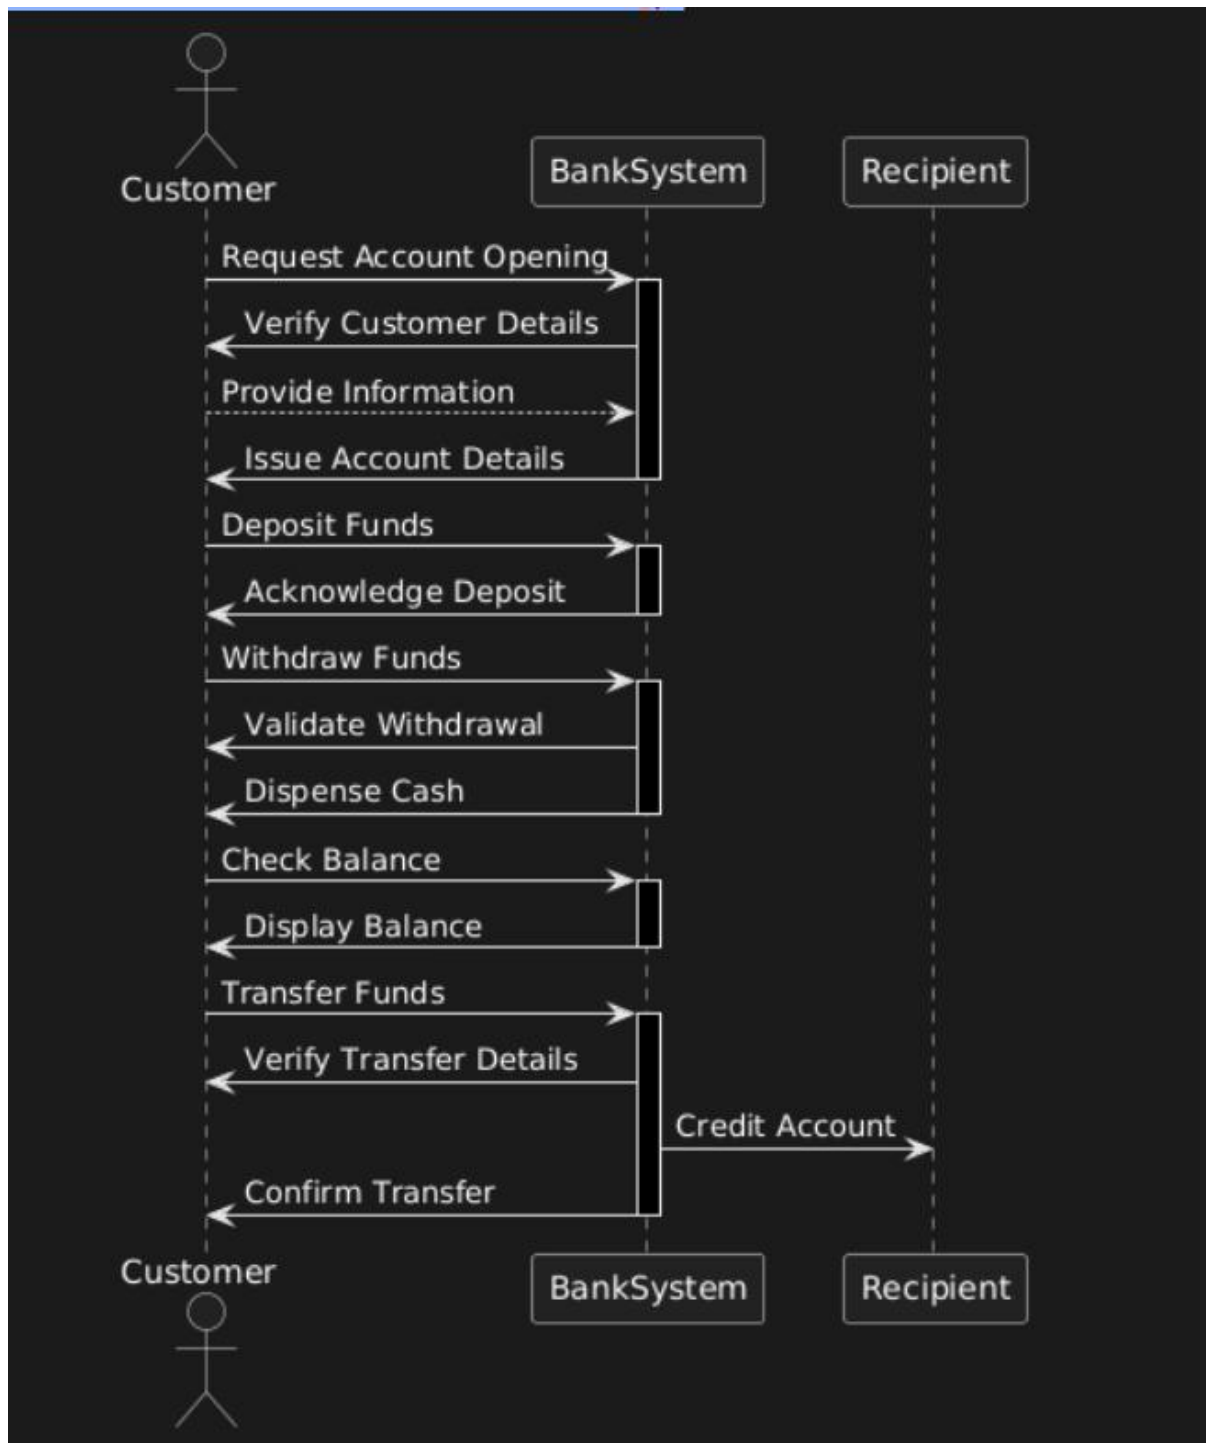 Customer
BankSystem
Recipient
Request Account Opening
Verify Customer Details
Provide Information
Issue Account Details
Deposit Funds
Acknowledge Deposit
Withdraw Funds
Validate Withdrawal
Dispense Cash
Check Balance
Display Balance
Transfer Funds
Verify Transfer Details
Credit Account
Confirm Transfer
Customer
BankSystem
Recipient